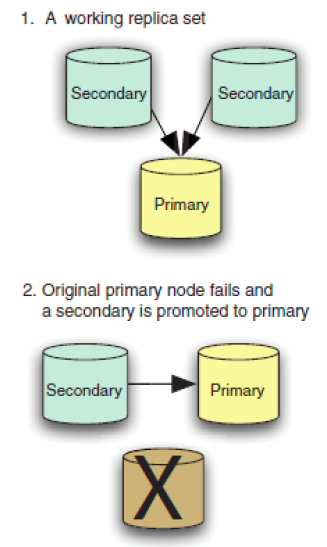 1. A working replica set
Secondary
Secondary
Primary
2. Original primary node fails and
a secondary is promoted to primary
Secondary
Primary
X